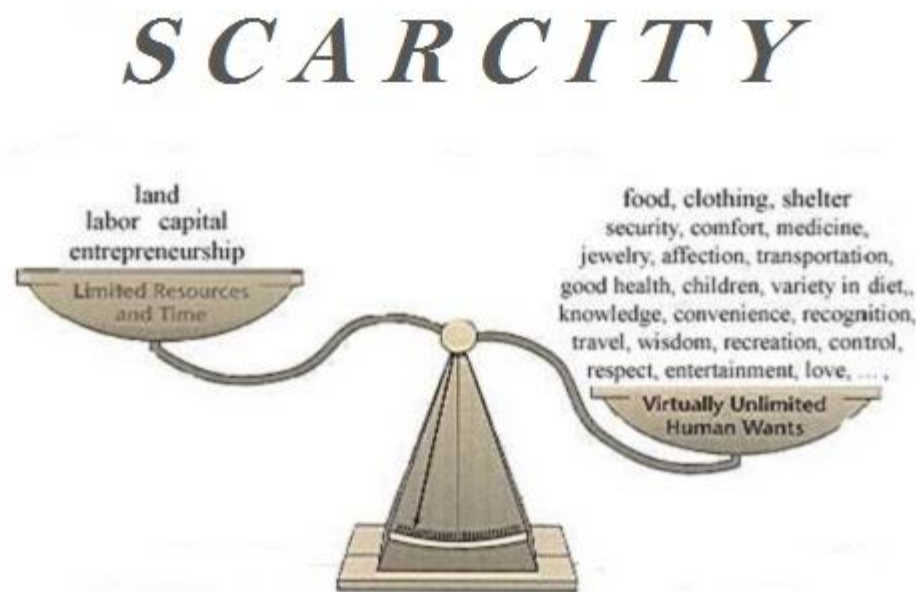 S C A R C I T Y
land
labor capital
entrepreneurship
Limited Resources
and Time
food, clothing, shelter
security, comfort, medicine,
jewelry, affection, transportation,
good health, children, variety in diet,,
knowledge, convenience, recognition,
travel, wisdom, recreation, control,
respect, entertainment, love, ... ,
Virtually Unlimited
Human Wants